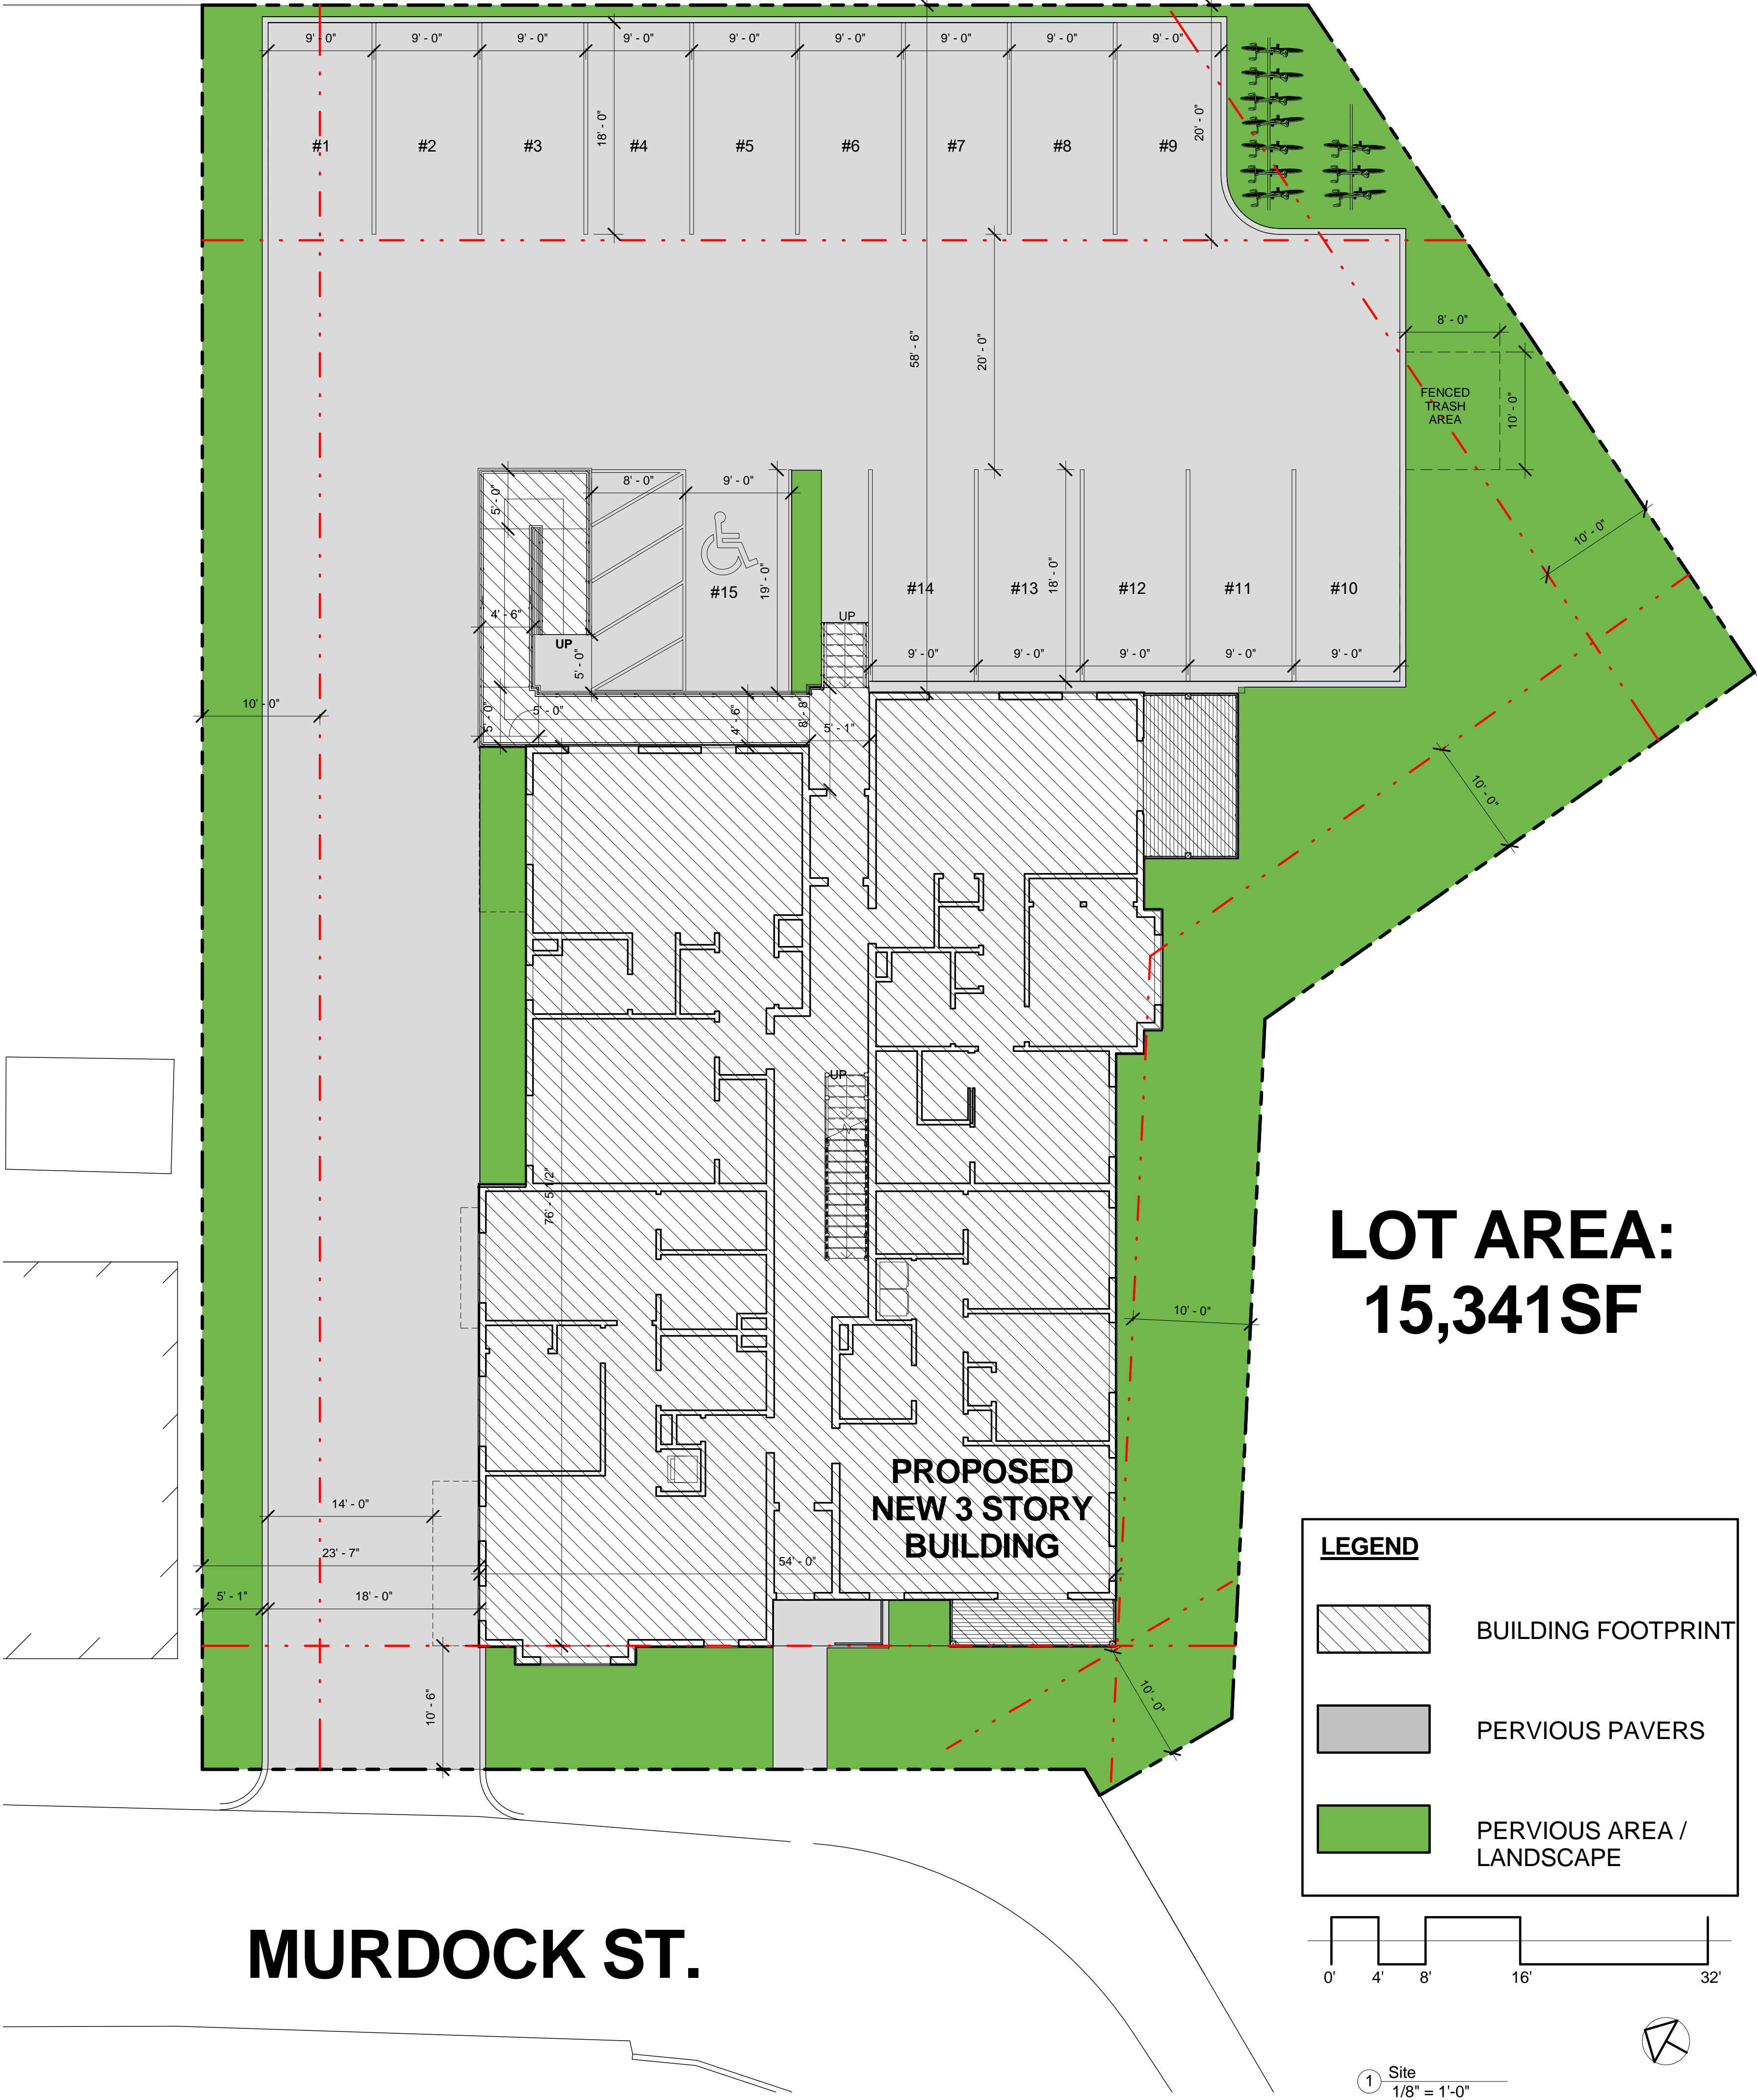 9' - 0" 9' - 0" 9' - 0" 9' - 0" 9' - 0" 9' - 0" 9' - 0" 9' - 0" 9' - 0"
18' - 0"
20' - 0"
#1 #2 #3 #4 #5 #6 #7 #8 #9
58' - 6"
20' - 0"
8' - 0"
FENCED
TRASH
AREA
10' - 0"
10' - 0"
8' - 0" 9' - 0"
5' - 0"
19' - 0"
18' - 0"
#15 #14 #13 #12 #11 #10
4' - 6"
UP
UP
5' - 0"
9' - 0" 9' - 0" 9' - 0" 9' - 0" 9' - 0"
10' - 0"
5' - 0"
5' - 0"
4' - 6"
8' - 8"
5' - 1"
10' - 0"
UP
76' - 5 1/2"
LOT AREA:
15,341SF
10' - 0"
PROPOSED
NEW 3 STORY
BUILDING
14' - 0"
23' - 7"
54' - 0"
5' - 1" 18' - 0"
10' - 6"
10' - 0"
LEGEND
BUILDING FOOTPRINT
PERVIOUS PAVERS
PERVIOUS AREA /
LANDSCAPE
MURDOCK ST.
0' 4' 8' 16' 32'
1 Site
1/8" = 1'-0"